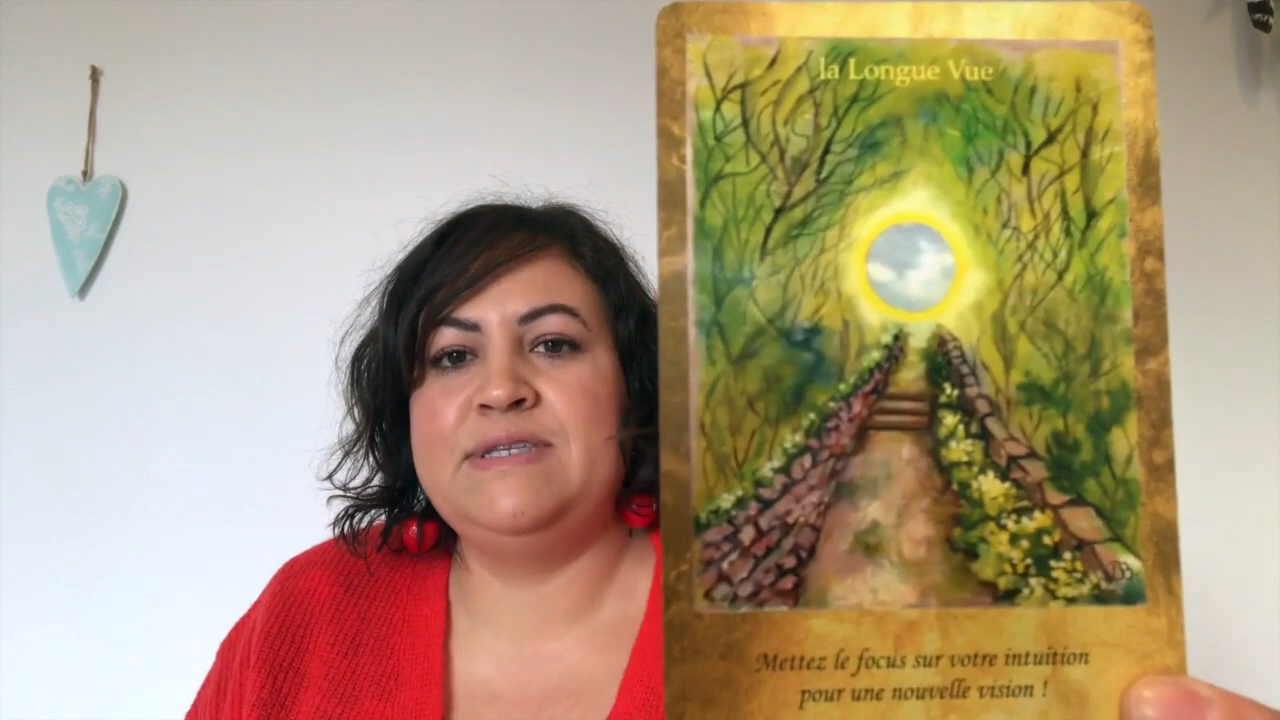 la Longue Vue
Mettez le focus sur votre intuition
pour une nouvelle vision !